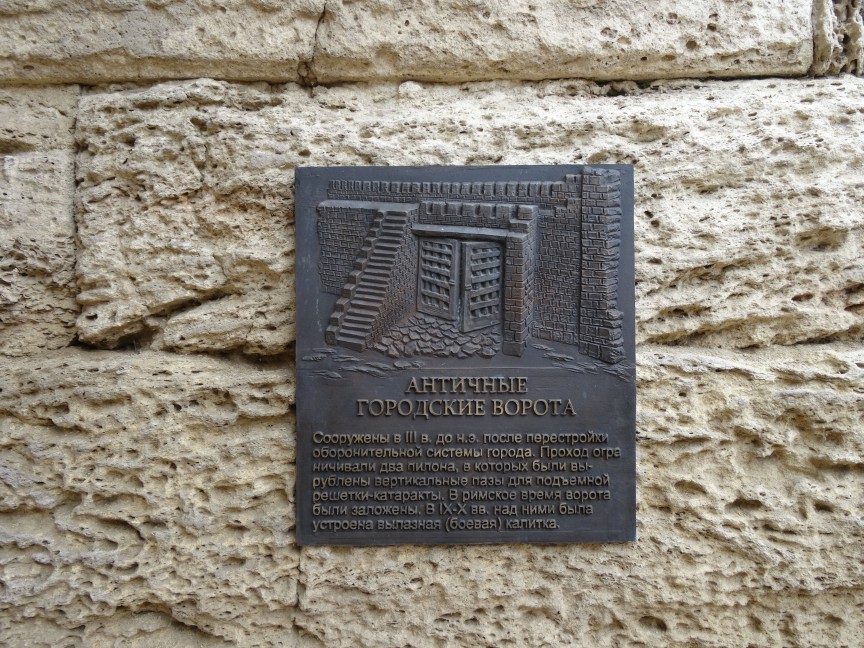 АНТИЧНЫЕ
ГОРОДСКИЕ ВОРОТА
Сооружены в III в. до н.э. после перестройки
оборонительной системы города. Проход огра
ничивали два пилона, в которых были вы-
рублены вертикальные пазы для подъемной
решетки-катаракты. В римское время ворота
были заложены. В IX-X вв. над ними была
устроена вылазная (боевая) калитка.